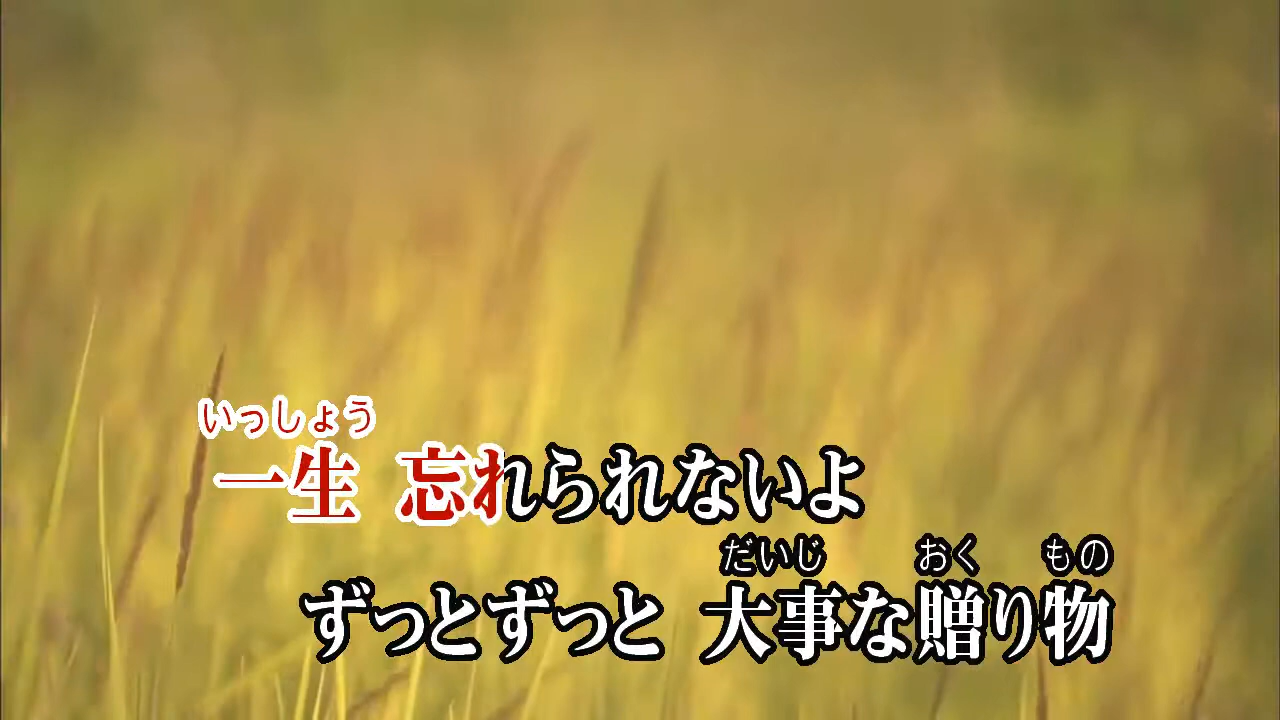 いっしょう
一生 忘れられないよ
だいじ おく もの
ずっとずっと 大事な贈り物